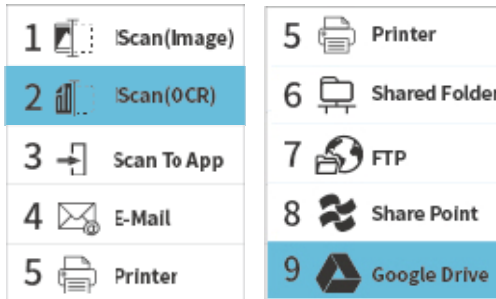 1 iScan(Image)
2 iScan(OCR)
3 Scan To App
4 E-Mail
5 Printer
5 Printer
6 Shared Folder
7 FTP
8 Share Point
9 Google Drive